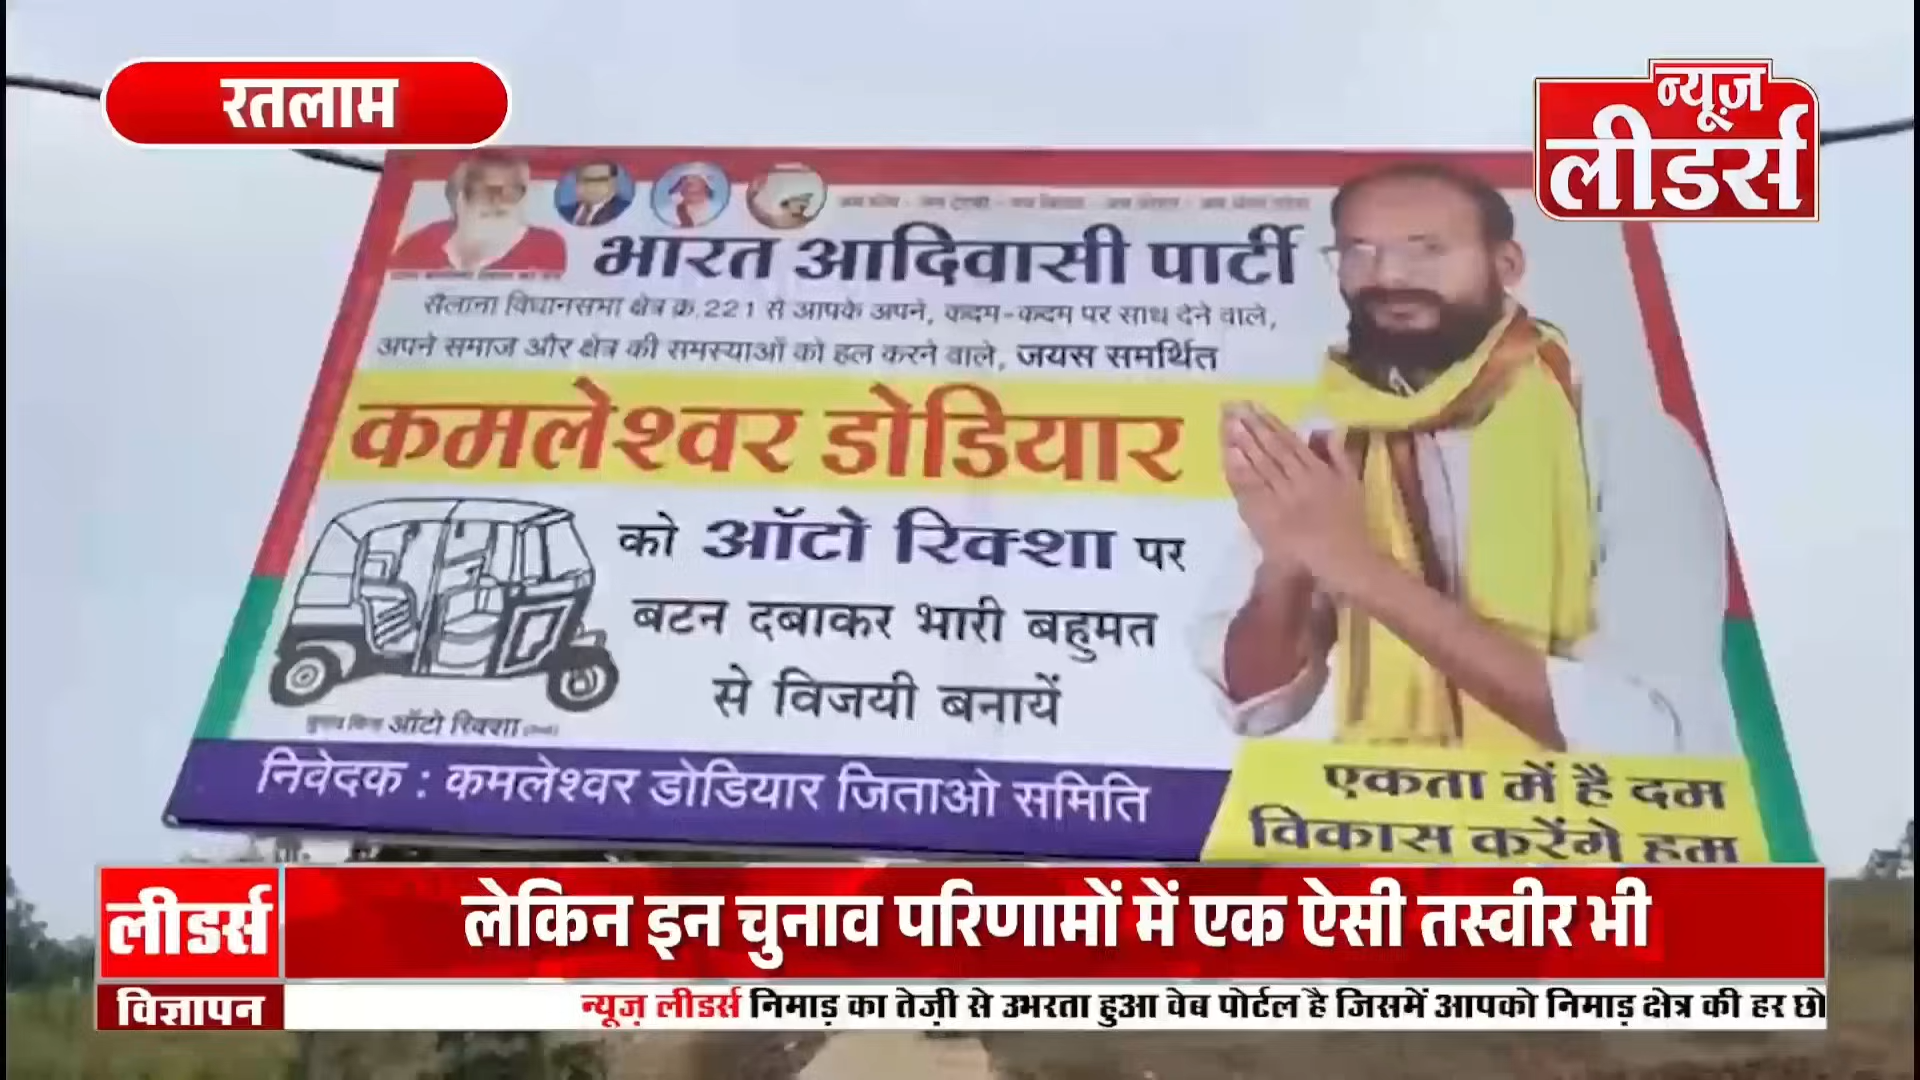 रतलाम
न्यूज़
लीडर्स
भारत आदिवासी पार्टी
सैलाना विधानसभा क्षेत्र क्र.221 से आपके अपने, कदम-कदम पर साथ देने वाले,
अपने समाज और क्षेत्र की समस्याओं को हल करने वाले, जयस समर्थित
कमलेश्वर डोडियार
को ऑटो रिक्शा पर
बटन दबाकर भारी बहुमत
से विजयी बनायें
चुनाव चिन्ह ऑटो रिक्शा
निवेदक : कमलेश्वर डोडियार जिताओ समिति
एकता में है दम
विकास करेंगे हम
लीडर्स
लेकिन इन चुनाव परिणामों में एक ऐसी तस्वीर भी
विज्ञापन
न्यूज़ लीडर्स निमाड़ का तेज़ी से उभरता हुआ वेब पोर्टल है जिसमें आपको निमाड़ क्षेत्र की हर छो